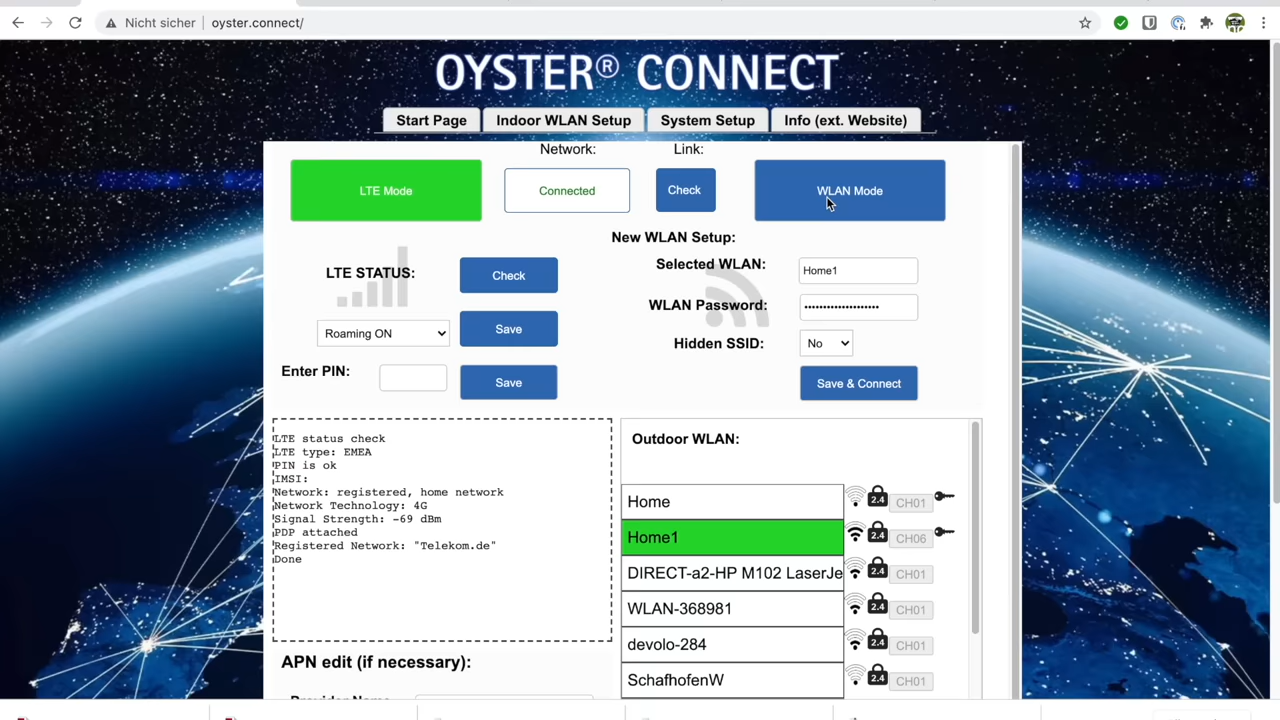 Nicht sicher
oyster.connect/
OYSTER® CONNECT
Start Page
Indoor WLAN Setup
System Setup
Info (ext. Website)
Network:
Link:
LTE Mode
Connected
Check
WLAN Mode
New WLAN Setup:
LTE STATUS:
Check
Selected WLAN:
Home1
Roaming ON
Save
WLAN Password:
••••••••••••••••••••
Hidden SSID:
No
Enter PIN:
Save
Save & Connect
LTE status check
LTE type: EMEA
PIN is ok
IMSI:
Network: registered, home network
Network Technology: 4G
Signal Strength: -69 dBm
PDP attached
Registered Network: "Telekom.de"
Done
Outdoor WLAN:
Home
2.4
CH01
Home1
2.4
CH06
DIRECT-a2-HP M102 LaserJe
2.4
CH01
WLAN-368981
2.4
CH01
devolo-284
2.4
CH01
SchafhofenW
2.4
CH01
APN edit (if necessary):
Provider Name